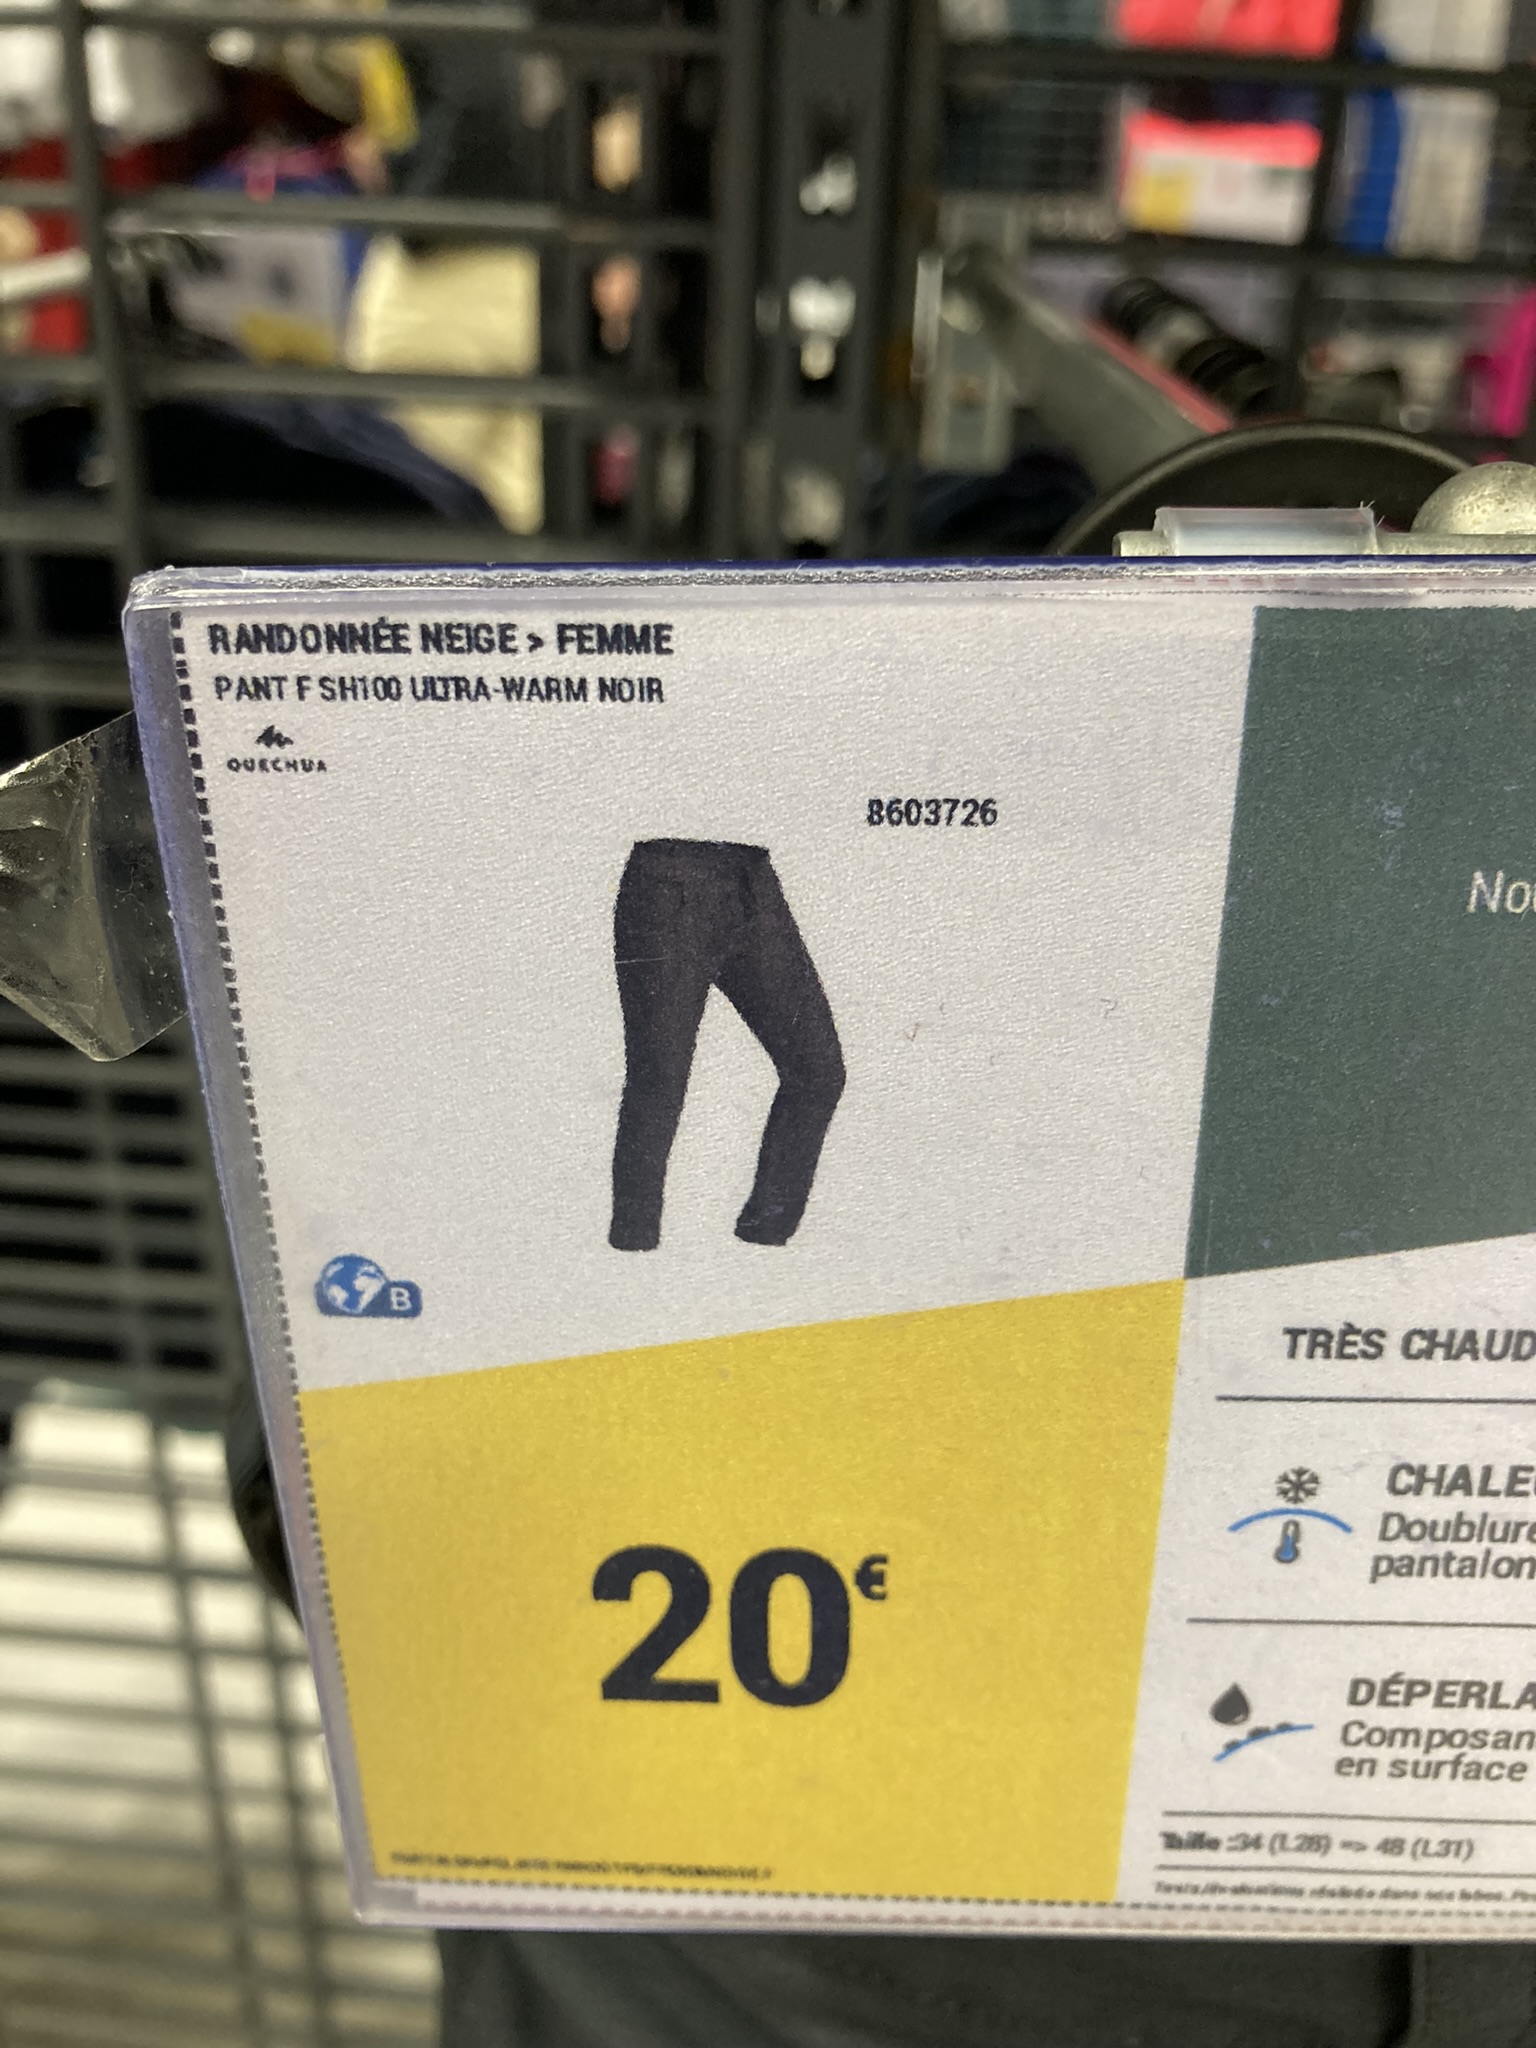 RANDONNÉE NEIGE > FEMME
PANT F SH100 ULTRA-WARM NOIR
QUECHUA
8603726
B
20€
No
TRÈS CHAUD
CHALE
Doublure
pantalon
DÉPERLA
Composan
en surface
Taille :34 (L28) => 48 (L31)